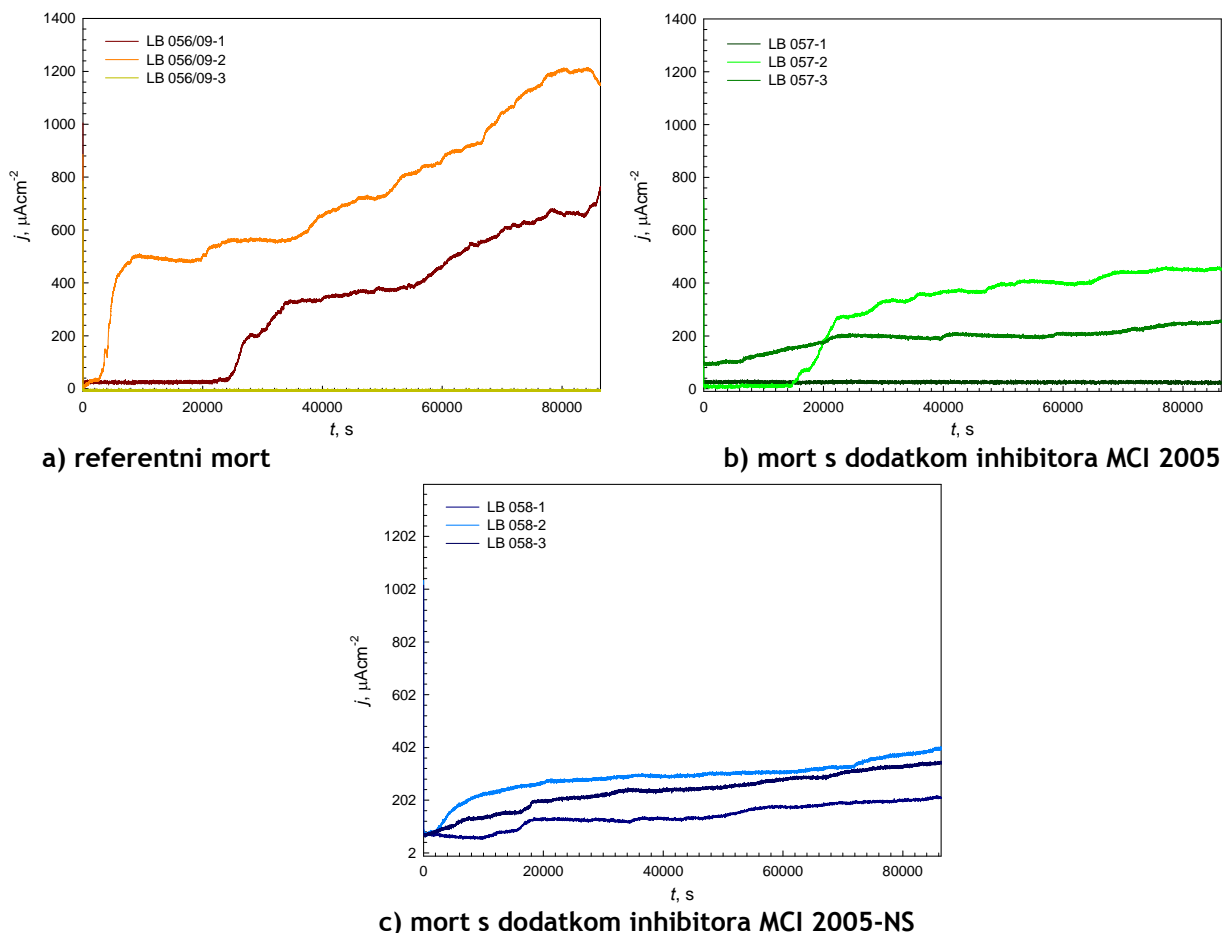 1400
1200
1000
800
600
400
200
0
j, µAcm-2
LB 056/09-1
LB 056/09-2
LB 056/09-3
0 20000 40000 60000 80000
t, s
a) referentni mort
1400
1200
1000
800
600
400
200
0
j, µAcm-2
LB 057-1
LB 057-2
LB 057-3
0 20000 40000 60000 80000
t, s
b) mort s dodatkom inhibitora MCI 2005
1202
1002
802
602
402
202
2
j, µAcm-2
LB 058-1
LB 058-2
LB 058-3
0 20000 40000 60000 80000
t, s
c) mort s dodatkom inhibitora MCI 2005-NS